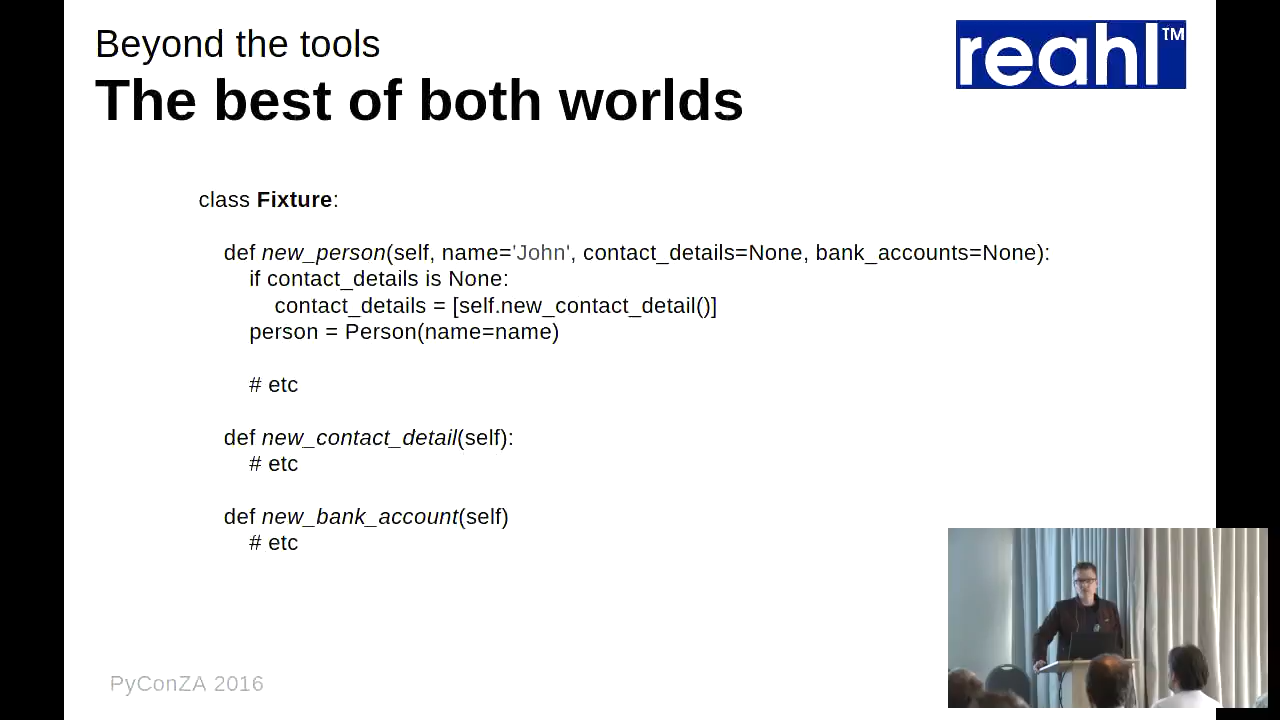 Beyond the tools
The best of both worlds
reahl™
class Fixture:
def new_person(self, name='John', contact_details=None, bank_accounts=None):
if contact_details is None:
contact_details = [self.new_contact_detail()]
person = Person(name=name)
# etc
def new_contact_detail(self):
# etc
def new_bank_account(self)
# etc
PyConZA 2016